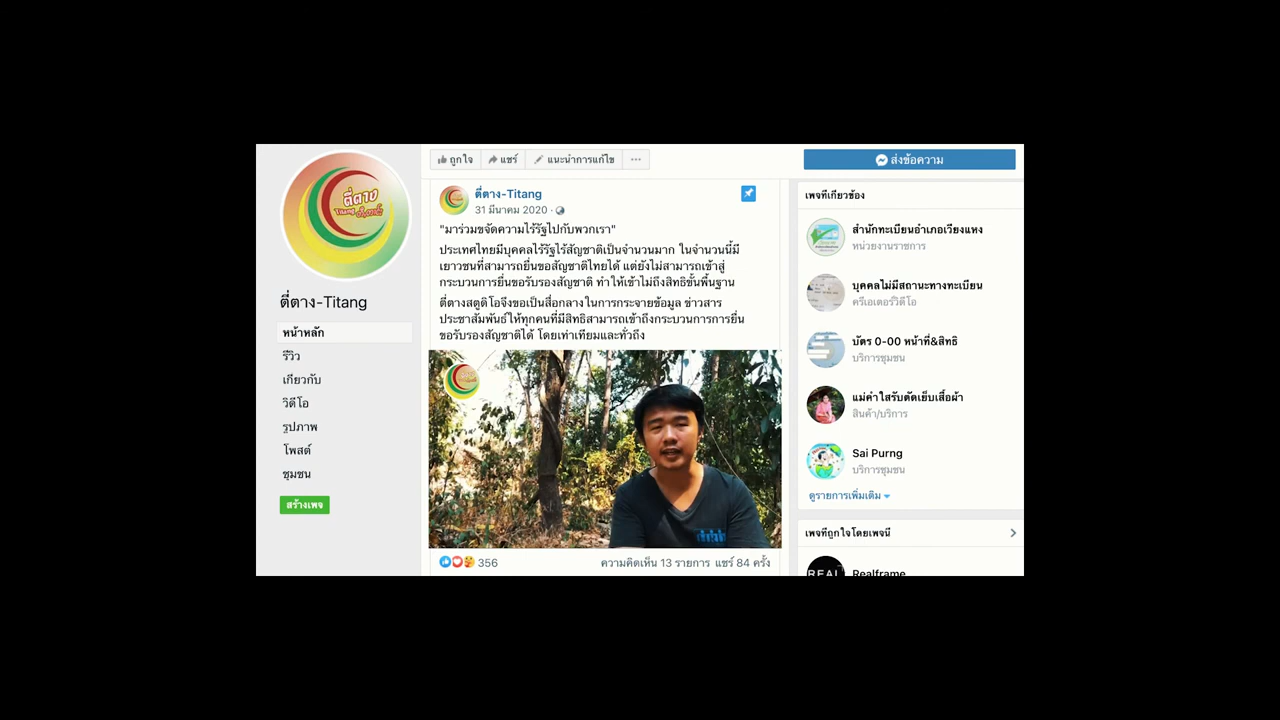 ตี่ตาง
Titang
ตี่ตาง-Titang
หน้าหลัก
รีวิว
เกี่ยวกับ
วิดีโอ
รูปภาพ
โพสต์
ชุมชน
สร้างเพจ
ถูกใจ
แชร์
แนะนำการแก้ไข
ตี่ตาง-Titang
31 มีนาคม 2020
"มาร่วมขจัดความไร้รัฐไปกับพวกเรา"
ประเทศไทยมีบุคคลไร้รัฐไร้สัญชาติเป็นจำนวนมาก ในจำนวนนี้มี
เยาวชนที่สามารถยื่นขอสัญชาติไทยได้ แต่ยังไม่สามารถเข้าสู่
กระบวนการยื่นขอรับรองสัญชาติ ทำให้เข้าไม่ถึงสิทธิขั้นพื้นฐาน
ตี่ตางสตูดิโอจึงขอเป็นสื่อกลางในการกระจายข้อมูล ข่าวสาร
ประชาสัมพันธ์ให้ทุกคนที่มีสิทธิสามารถเข้าถึงกระบวนการการยื่น
ขอรับรองสัญชาติได้ โดยเท่าเทียมและทั่วถึง
356
ความคิดเห็น 13 รายการ แชร์ 84 ครั้ง
ส่งข้อความ
เพจที่เกี่ยวข้อง
สำนักทะเบียนอำเภอเวียงแหง
หน่วยงานราชการ
บุคคลไม่มีสถานะทางทะเบียน
ครีเอเตอร์วิดีโอ
บัตร 0-00 หน้าที่&สิทธิ
บริการชุมชน
แม่คำใสรับตัดเย็บเสื้อผ้า
สินค้า/บริการ
Sai Purng
บริการชุมชน
ดูรายการเพิ่มเติม
เพจที่ถูกใจโดยเพจนี้
REAL
Realframe